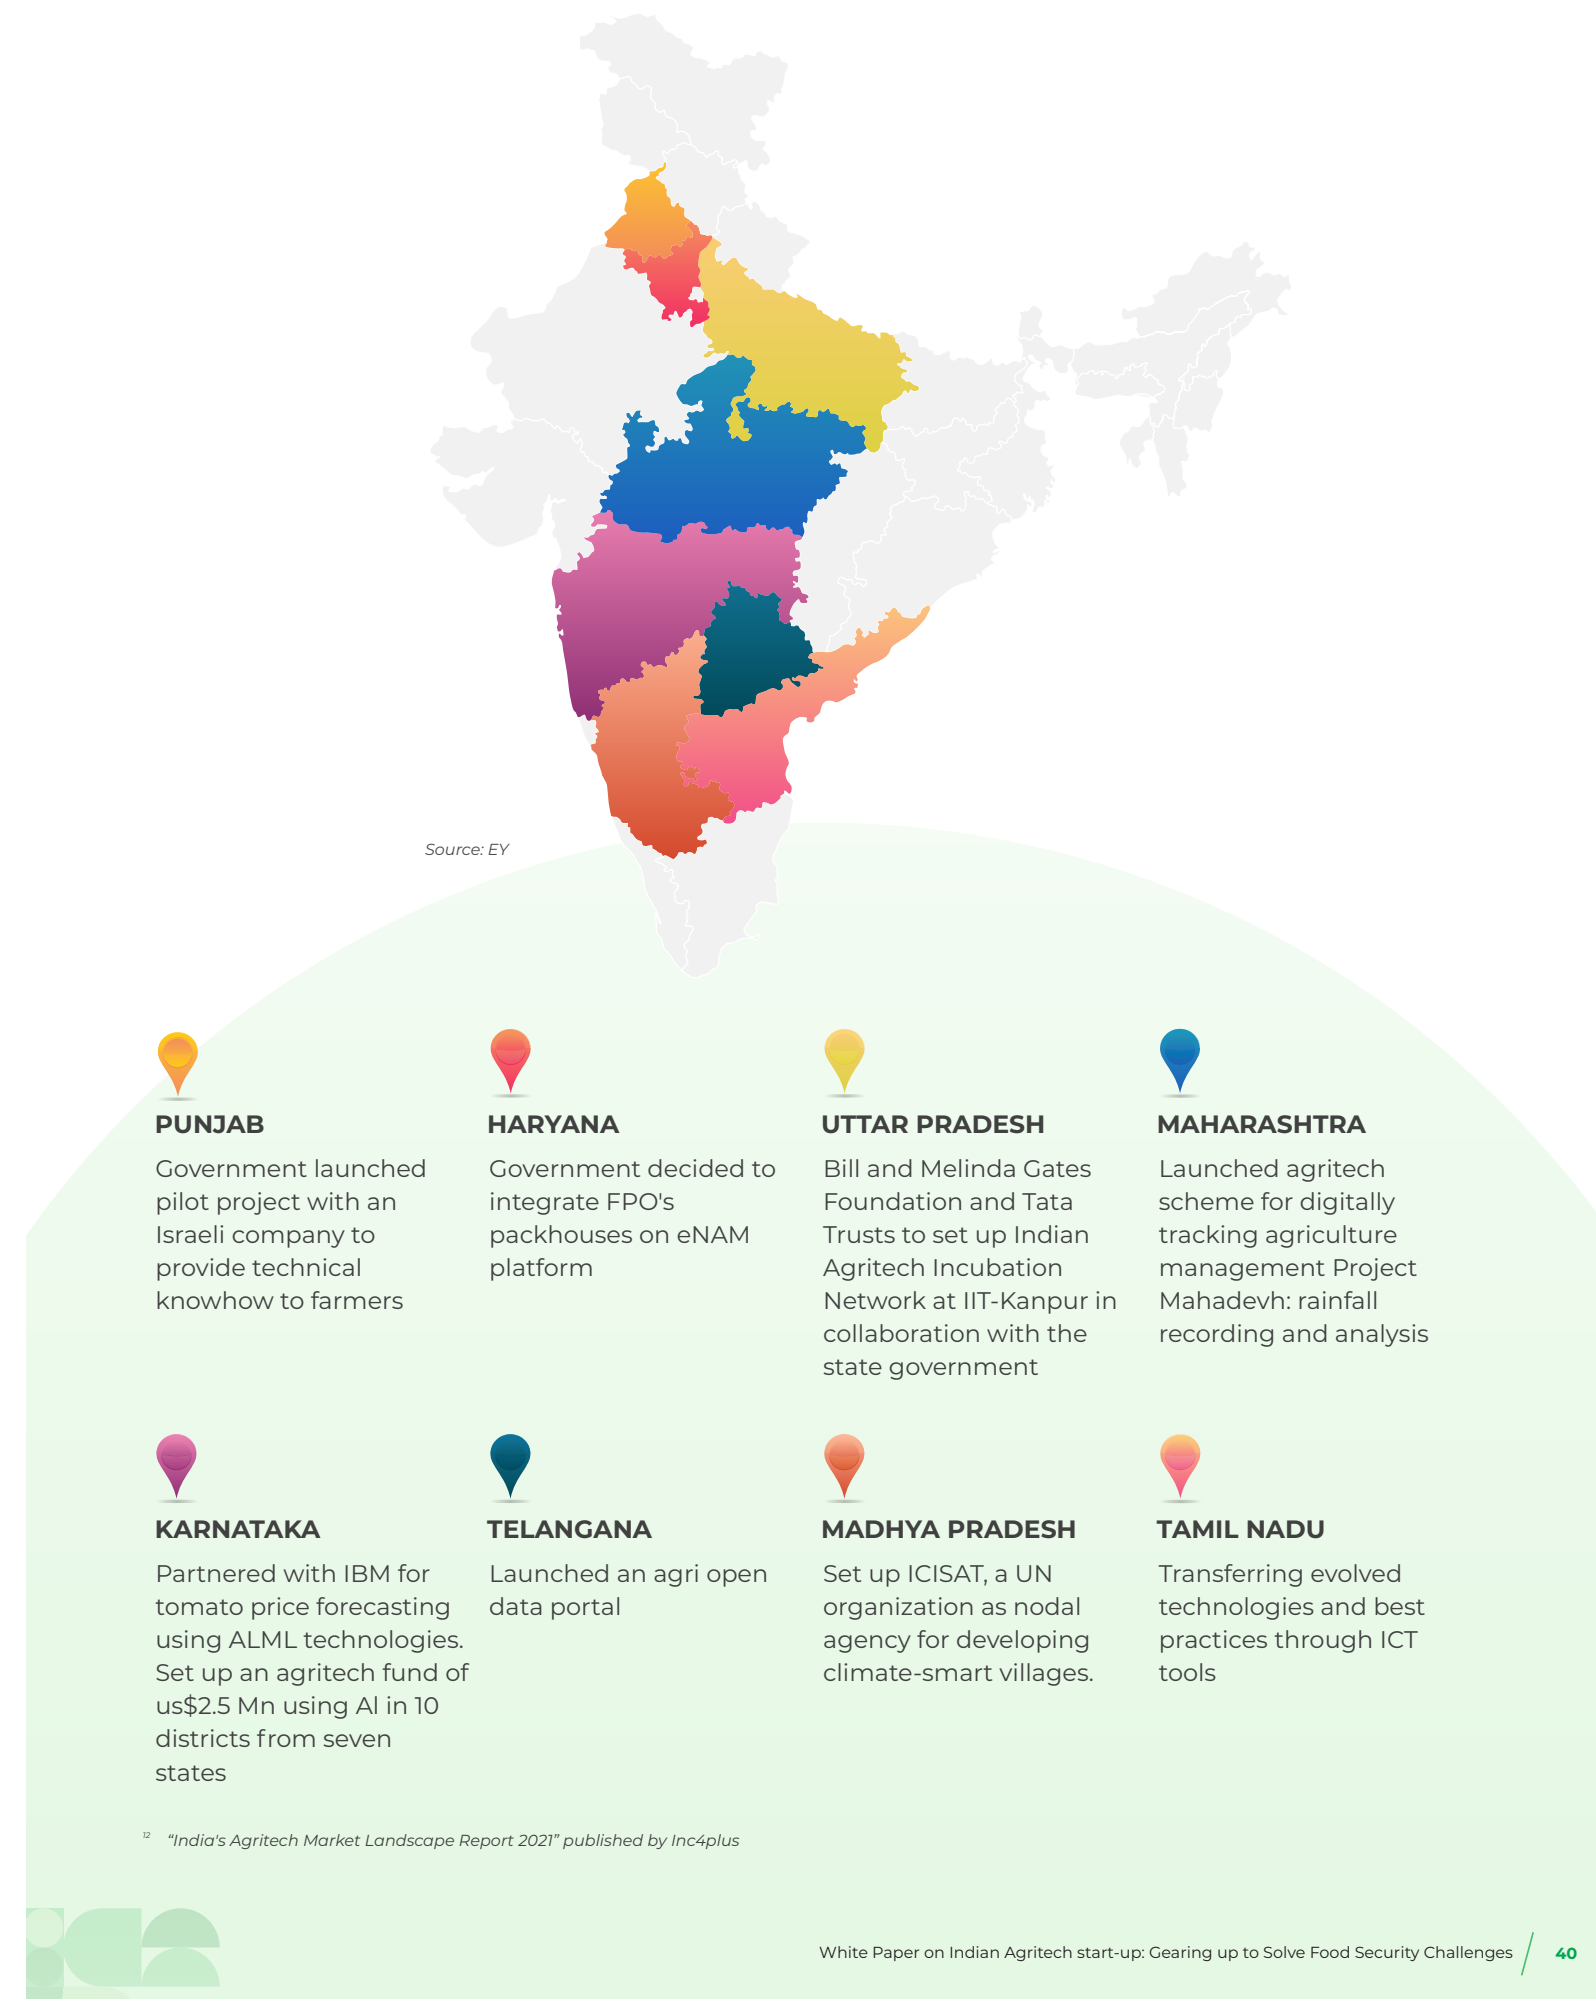 Source: EY
PUNJAB
Government launched
pilot project with an
Israeli company to
provide technical
knowhow to farmers
HARYANA
Government decided to
integrate FPO's
packhouses on eNAM
platform
UTTAR PRADESH
Bill and Melinda Gates
Foundation and Tata
Trusts to set up Indian
Agritech Incubation
Network at IIT-Kanpur in
collaboration with the
state government
MAHARASHTRA
Launched agritech
scheme for digitally
tracking agriculture
management Project
Mahadevh: rainfall
recording and analysis
KARNATAKA
Partnered with IBM for
tomato price forecasting
using ALML technologies.
Set up an agritech fund of
us$2.5 Mn using Al in 10
districts from seven
states
TELANGANA
Launched an agri open
data portal
MADHYA PRADESH
Set up ICISAT, a UN
organization as nodal
agency for developing
climate-smart villages.
TAMIL NADU
Transferring evolved
technologies and best
practices through ICT
tools
12 “India's Agritech Market Landscape Report 2021” published by Inc4plus
White Paper on Indian Agritech start-up: Gearing up to Solve Food Security Challenges 40